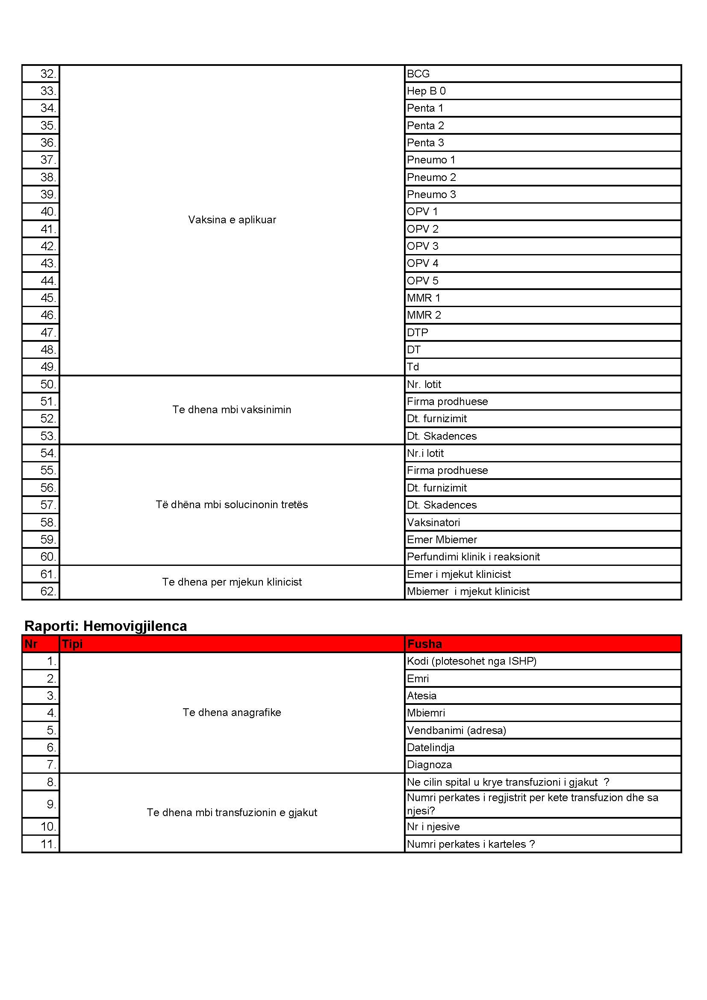 32. BCG
33. Hep B 0
34. Penta 1
35. Penta 2
36. Penta 3
37. Pneumo 1
38. Pneumo 2
39. Pneumo 3
40. Vaksina e aplikuar OPV 1
41. OPV 2
42. OPV 3
43. OPV 4
44. OPV 5
45. MMR 1
46. MMR 2
47. DTP
48. DT
49. Td
50. Nr. lotit
51. Te dhena mbi vaksinimin Firma prodhuese
52. Dt. furnizimit
53. Dt. Skadences
54. Nr.i lotit
55. Firma prodhuese
56. Dt. furnizimit
57. Të dhëna mbi solucinonin tretës Dt. Skadences
58. Vaksinatori
59. Emer Mbiemer
60. Perfundimi klinik i reaksionit
61. Te dhena per mjekun klinicist Emer i mjekut klinicist
62. Mbiemer i mjekut klinicist
Raporti: Hemovigjilenca
Nr Tipi Fusha
1. Kodi (plotesohet nga ISHP)
2. Emri
3. Atesia
4. Te dhena anagrafike Mbiemri
5. Vendbanimi (adresa)
6. Datelindja
7. Diagnoza
8. Ne cilin spital u krye transfuzioni i gjakut ?
9. Te dhena mbi transfuzionin e gjakut Numri perkates i regjistrit per kete transfuzion dhe sa
njesi?
10. Nr i njesive
11. Numri perkates i karteles ?